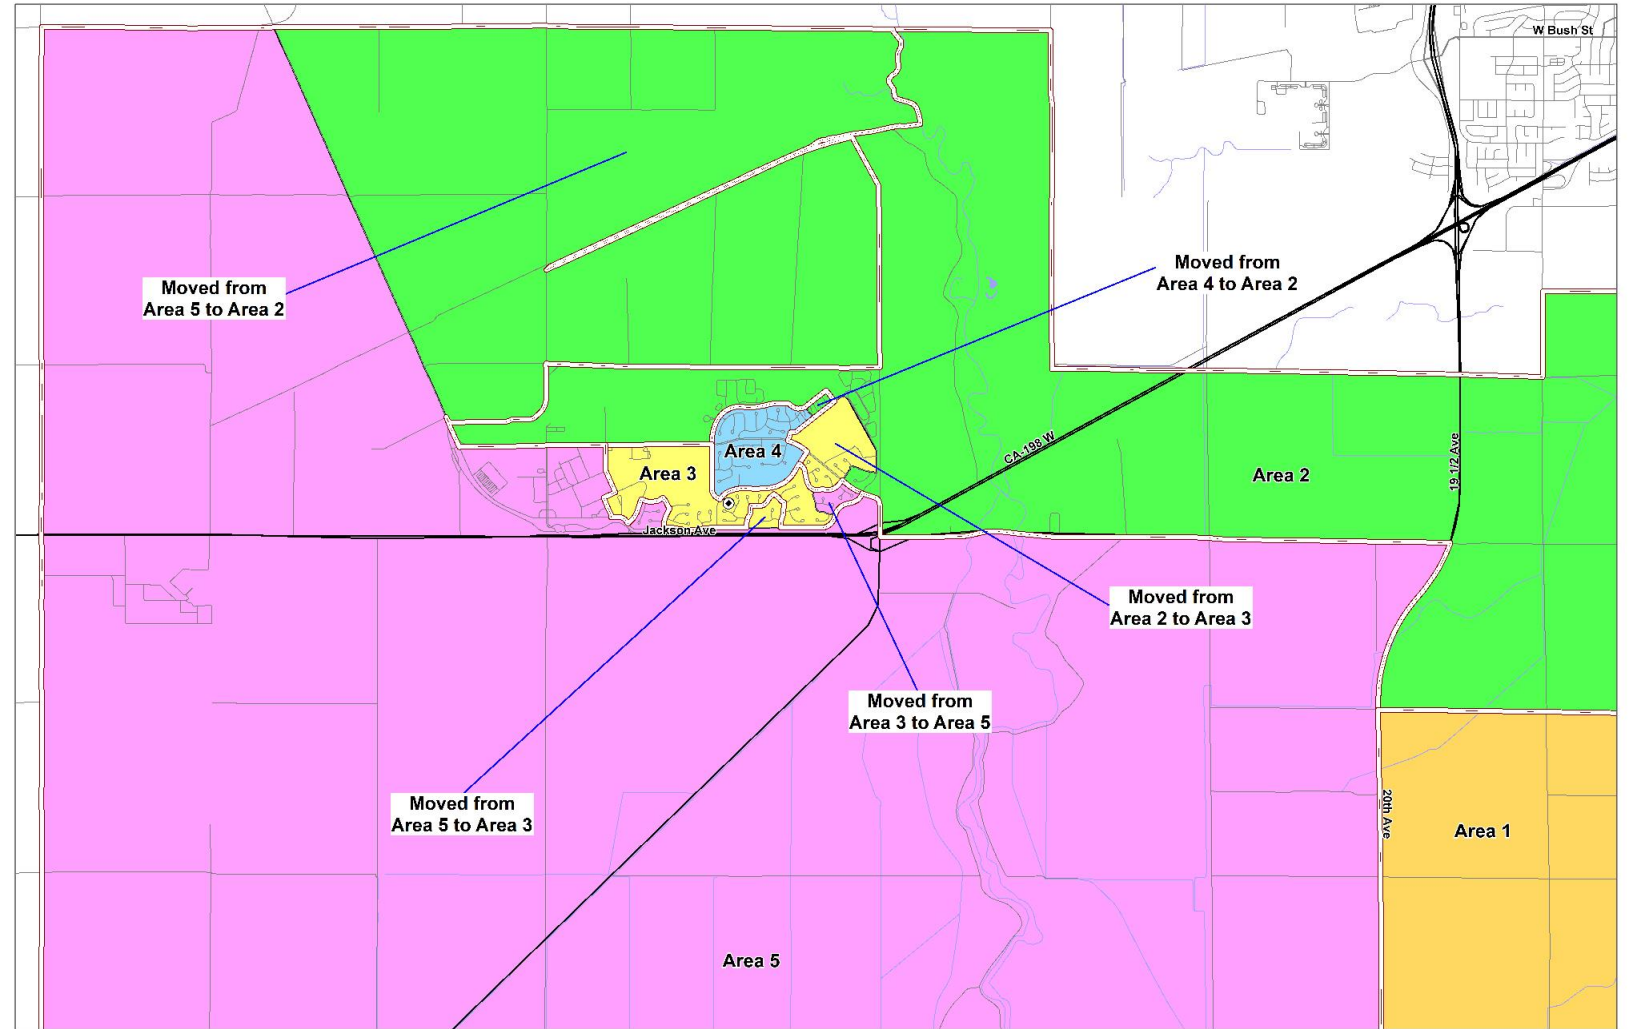 W Bush St
Moved from
Area 4 to Area 2
Moved from
Area 5 to Area 2
CA-198 W
19 1/2 Ave
Area 4
Area 3
Area 2
Jackson Ave
Moved from
Area 2 to Area 3
Moved from
Area 3 to Area 5
Moved from
Area 5 to Area 3
20th Ave
Area 1
Area 5